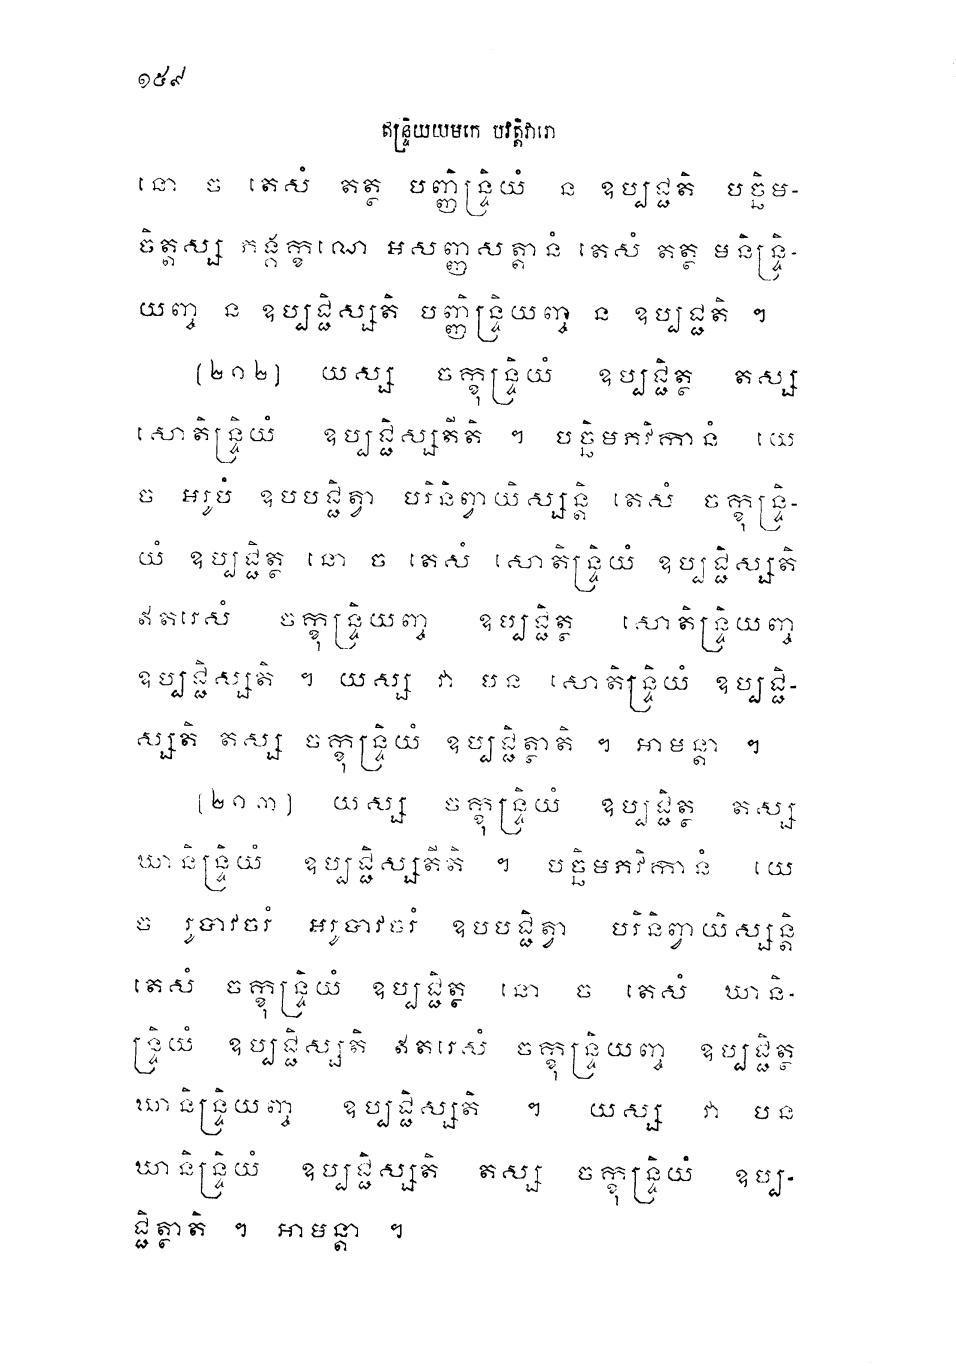 ១៥៩
ឥន្ទ្រិយយមកេ បវត្តិវារោ
នោ ច តេសំ តត្ថ បញ្ញិន្ទ្រិយំ ន ឧប្បជ្ជតិ បច្ឆិម-
ចិត្តស្ស ភង្គក្ខណេ អសញ្ញសត្តានំ តេសំ តត្ថ មនិន្ទ្រិ-
យញ្ច ន ឧប្បជ្ជិស្សតិ បញ្ញិន្ទ្រិយញ្ច ន ឧប្បជ្ជតិ ។
(២១២) យស្ស ចក្ខុន្ទ្រិយំ ឧប្បជ្ជិត្ថ តស្ស
សោតិន្ទ្រិយំ ឧប្បជ្ជិស្សតីតិ ។ បច្ឆិមភវិកានំ យេ
ច អរូបំ ឧបបជ្ជិត្វា បរិនិព្វាយិស្សន្តិ តេសំ ចក្ខុន្ទ្រិ-
យំ ឧប្បជ្ជិត្ថ នោ ច តេសំ សោតិន្ទ្រិយំ ឧប្បជ្ជិស្សតិ
ឥតរេសំ ចក្ខុន្ទ្រិយញ្ច ឧប្បជ្ជិត្ថ សោតិន្ទ្រិយញ្ច
ឧប្បជ្ជិស្សតិ ។ យស្ស វា បន សោតិន្ទ្រិយំ ឧប្បជ្ជិ-
ស្សតិ តស្ស ចក្ខុន្ទ្រិយំ ឧប្បជ្ជិត្ថាតិ ។ អាមន្តា ។
(២១៣) យស្ស ចក្ខុន្ទ្រិយំ ឧប្បជ្ជិត្ថ តស្ស
ឃានិន្ទ្រិយំ ឧប្បជ្ជិស្សតីតិ ។ បច្ឆិមភវិកានំ យេ
ច រូបាវចរំ អរូបាវចរំ ឧបបជ្ជិត្វា បរិនិព្វាយិស្សន្តិ
តេសំ ចក្ខុន្ទ្រិយំ ឧប្បជ្ជិត្ថ នោ ច តេសំ ឃានិ-
ន្ទ្រិយំ ឧប្បជ្ជិស្សតិ ឥតរេសំ ចក្ខុន្ទ្រិយញ្ច ឧប្បជ្ជិត្ថ
ឃានិន្ទ្រិយញ្ច ឧប្បជ្ជិស្សតិ ។ យស្ស វា បន
ឃានិន្ទ្រិយំ ឧប្បជ្ជិស្សតិ តស្ស ចក្ខុន្ទ្រិយំ ឧប្ប-
ជ្ជិត្ថាតិ ។ អាមន្តា ។